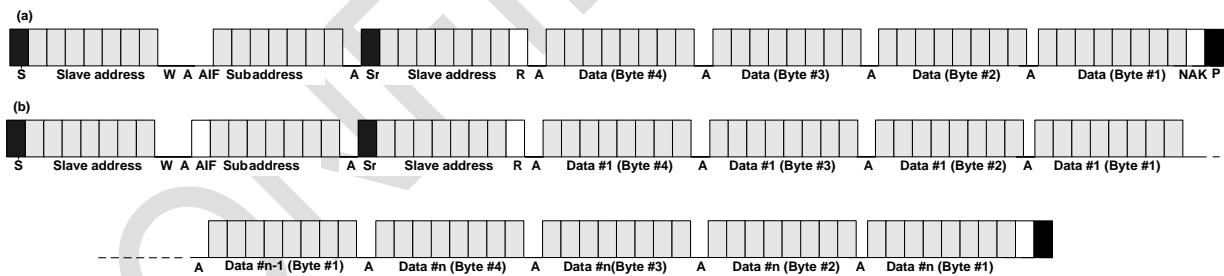 (a)
S Slave address W A AIF Subaddress A Sr Slave address R A Data (Byte #4) A Data (Byte #3) A Data (Byte #2) A Data (Byte #1) NAK P
(b)
S Slave address W A AIF Subaddress A Sr Slave address R A Data #1 (Byte #4) A Data #1 (Byte #3) A Data #1 (Byte #2) A Data #1 (Byte #1)
A Data #n-1 (Byte #1) A Data #n (Byte #4) A Data #n(Byte #3) A Data #n (Byte #2) A Data #n (Byte #1)